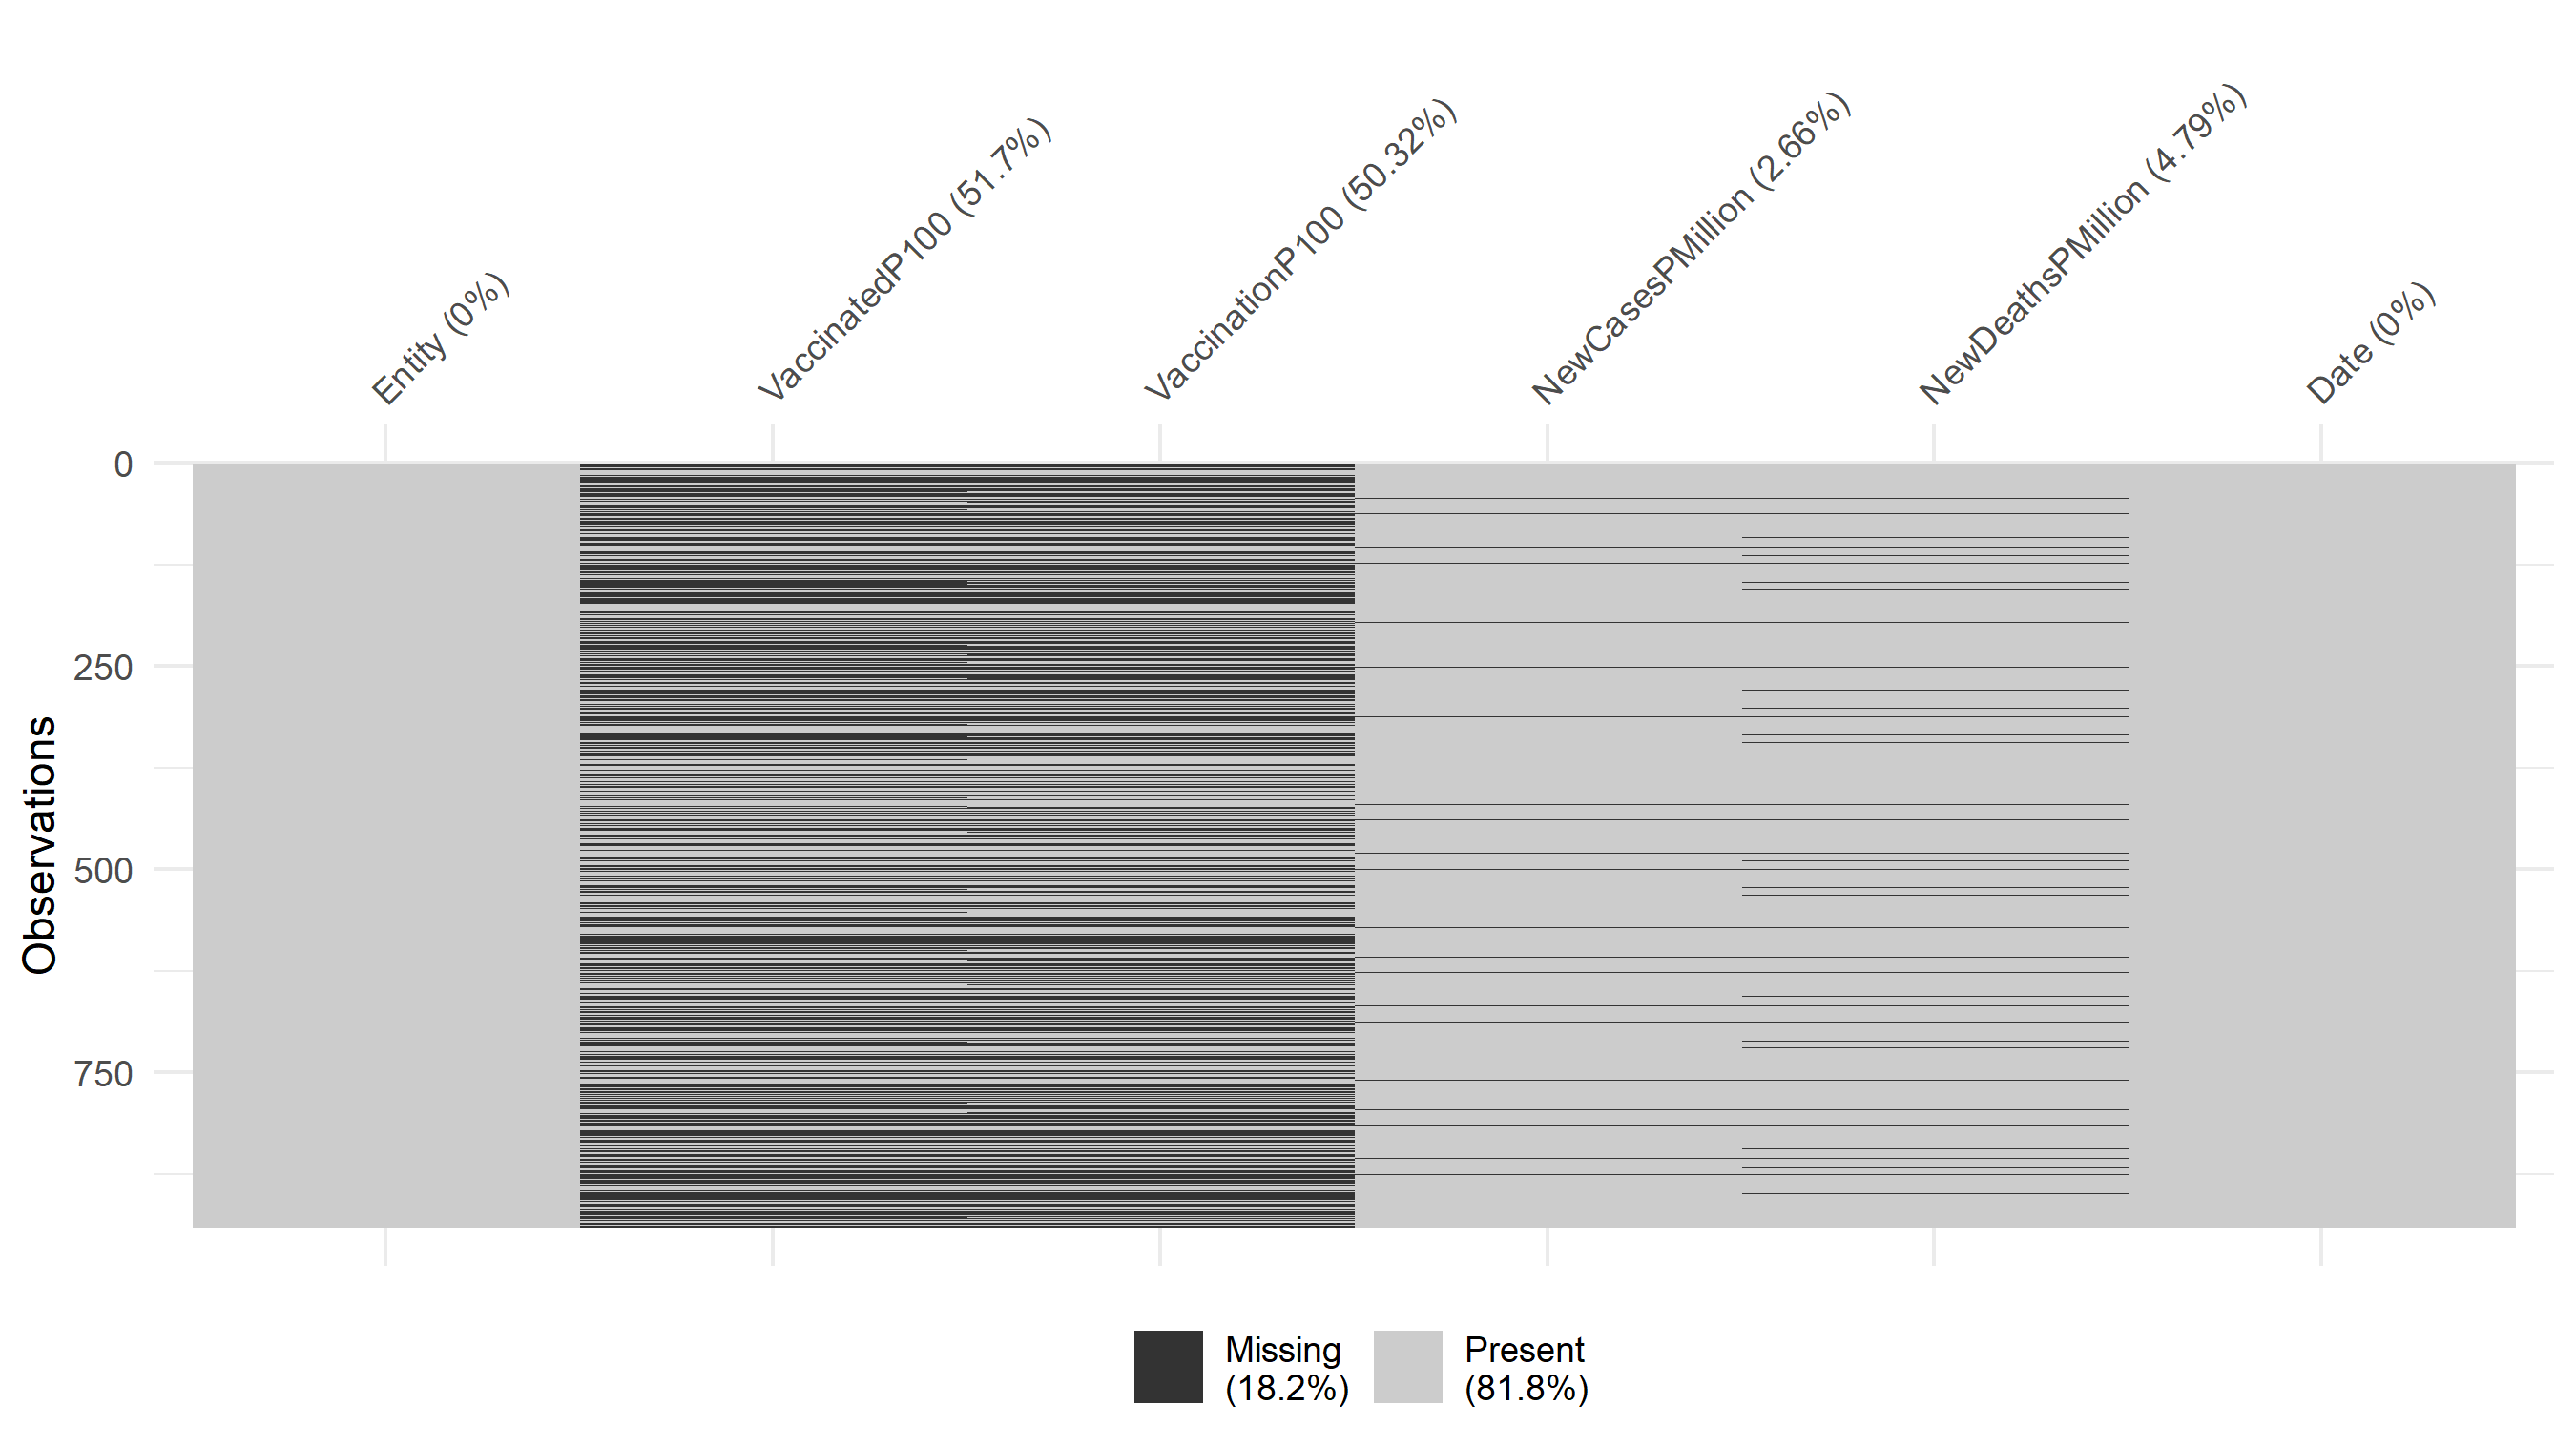 Entity (0%)
VaccinatedP100 (51.7%)
VaccinationP100 (50.32%)
NewCasesPMillion (2.66%)
NewDeathsPMillion (4.79%)
Date (0%)
0
250
500
750
Observations
Missing
(18.2%)
Present
(81.8%)